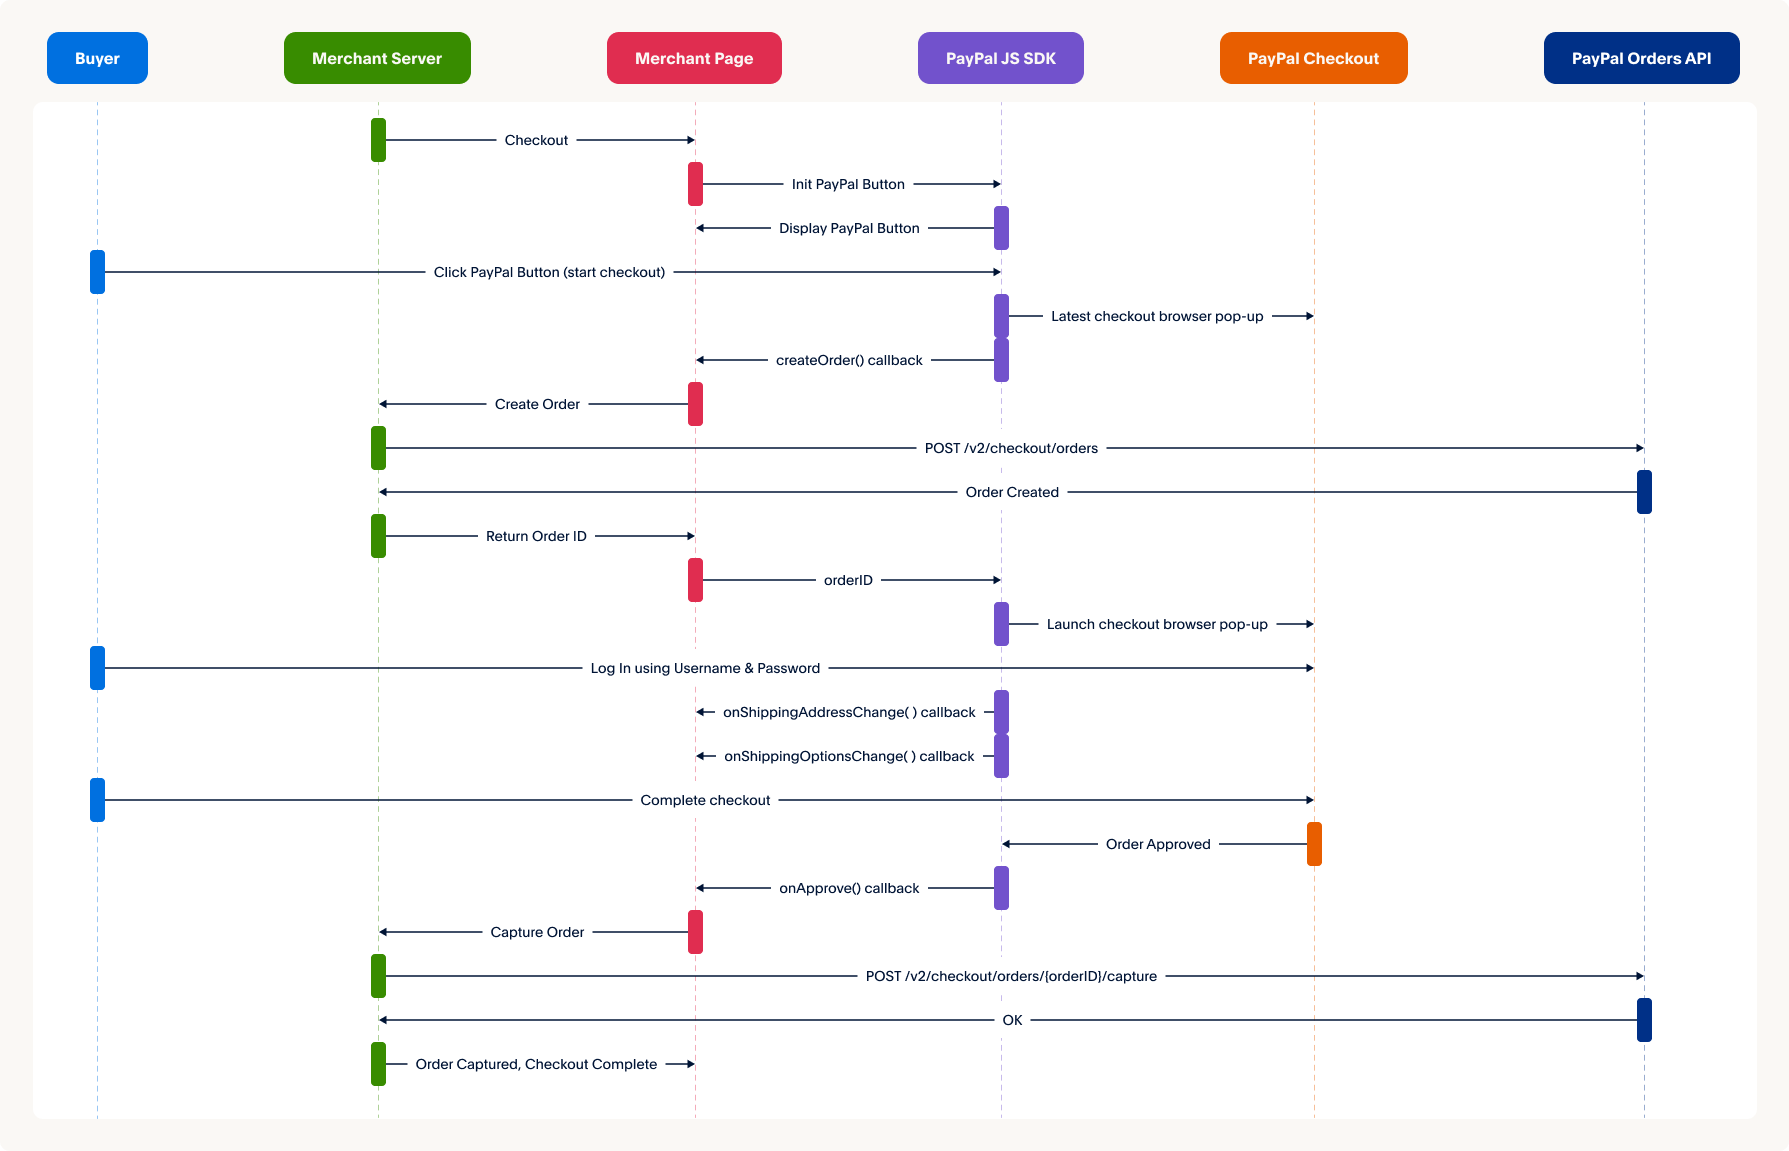 Buyer
Merchant Server
Merchant Page
PayPal JS SDK
PayPal Checkout
PayPal Orders API
Checkout
Init PayPal Button
Display PayPal Button
Click PayPal Button (start checkout)
Latest checkout browser pop-up
createOrder() callback
Create Order
POST /v2/checkout/orders
Order Created
Return Order ID
orderID
Launch checkout browser pop-up
Log In using Username & Password
onShippingAddressChange( ) callback
onShippingOptionsChange( ) callback
Complete checkout
Order Approved
onApprove() callback
Capture Order
POST /v2/checkout/orders/{orderID}/capture
OK
Order Captured, Checkout Complete